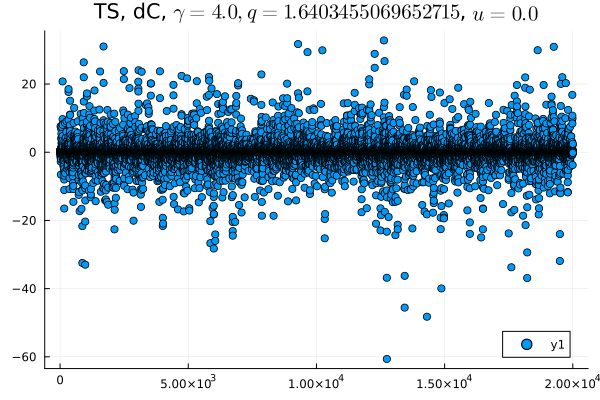 TS, dC, γ = 4.0, q = 1.6403455069652715, u = 0.0
20
0
−20
−40
−60
y1
0 5.00×10³ 1.00×10⁴ 1.50×10⁴ 2.00×10⁴